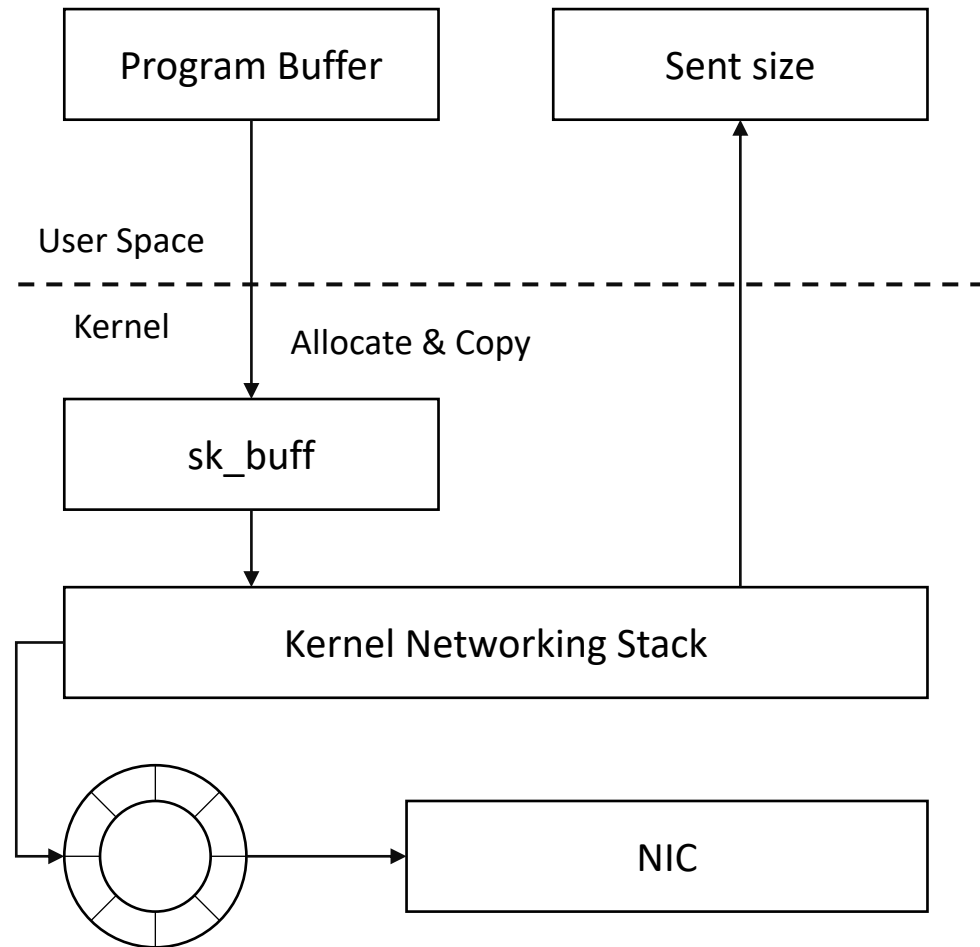 Program Buffer
Sent size
User Space
Kernel
Allocate & Copy
sk_buff
Kernel Networking Stack
NIC